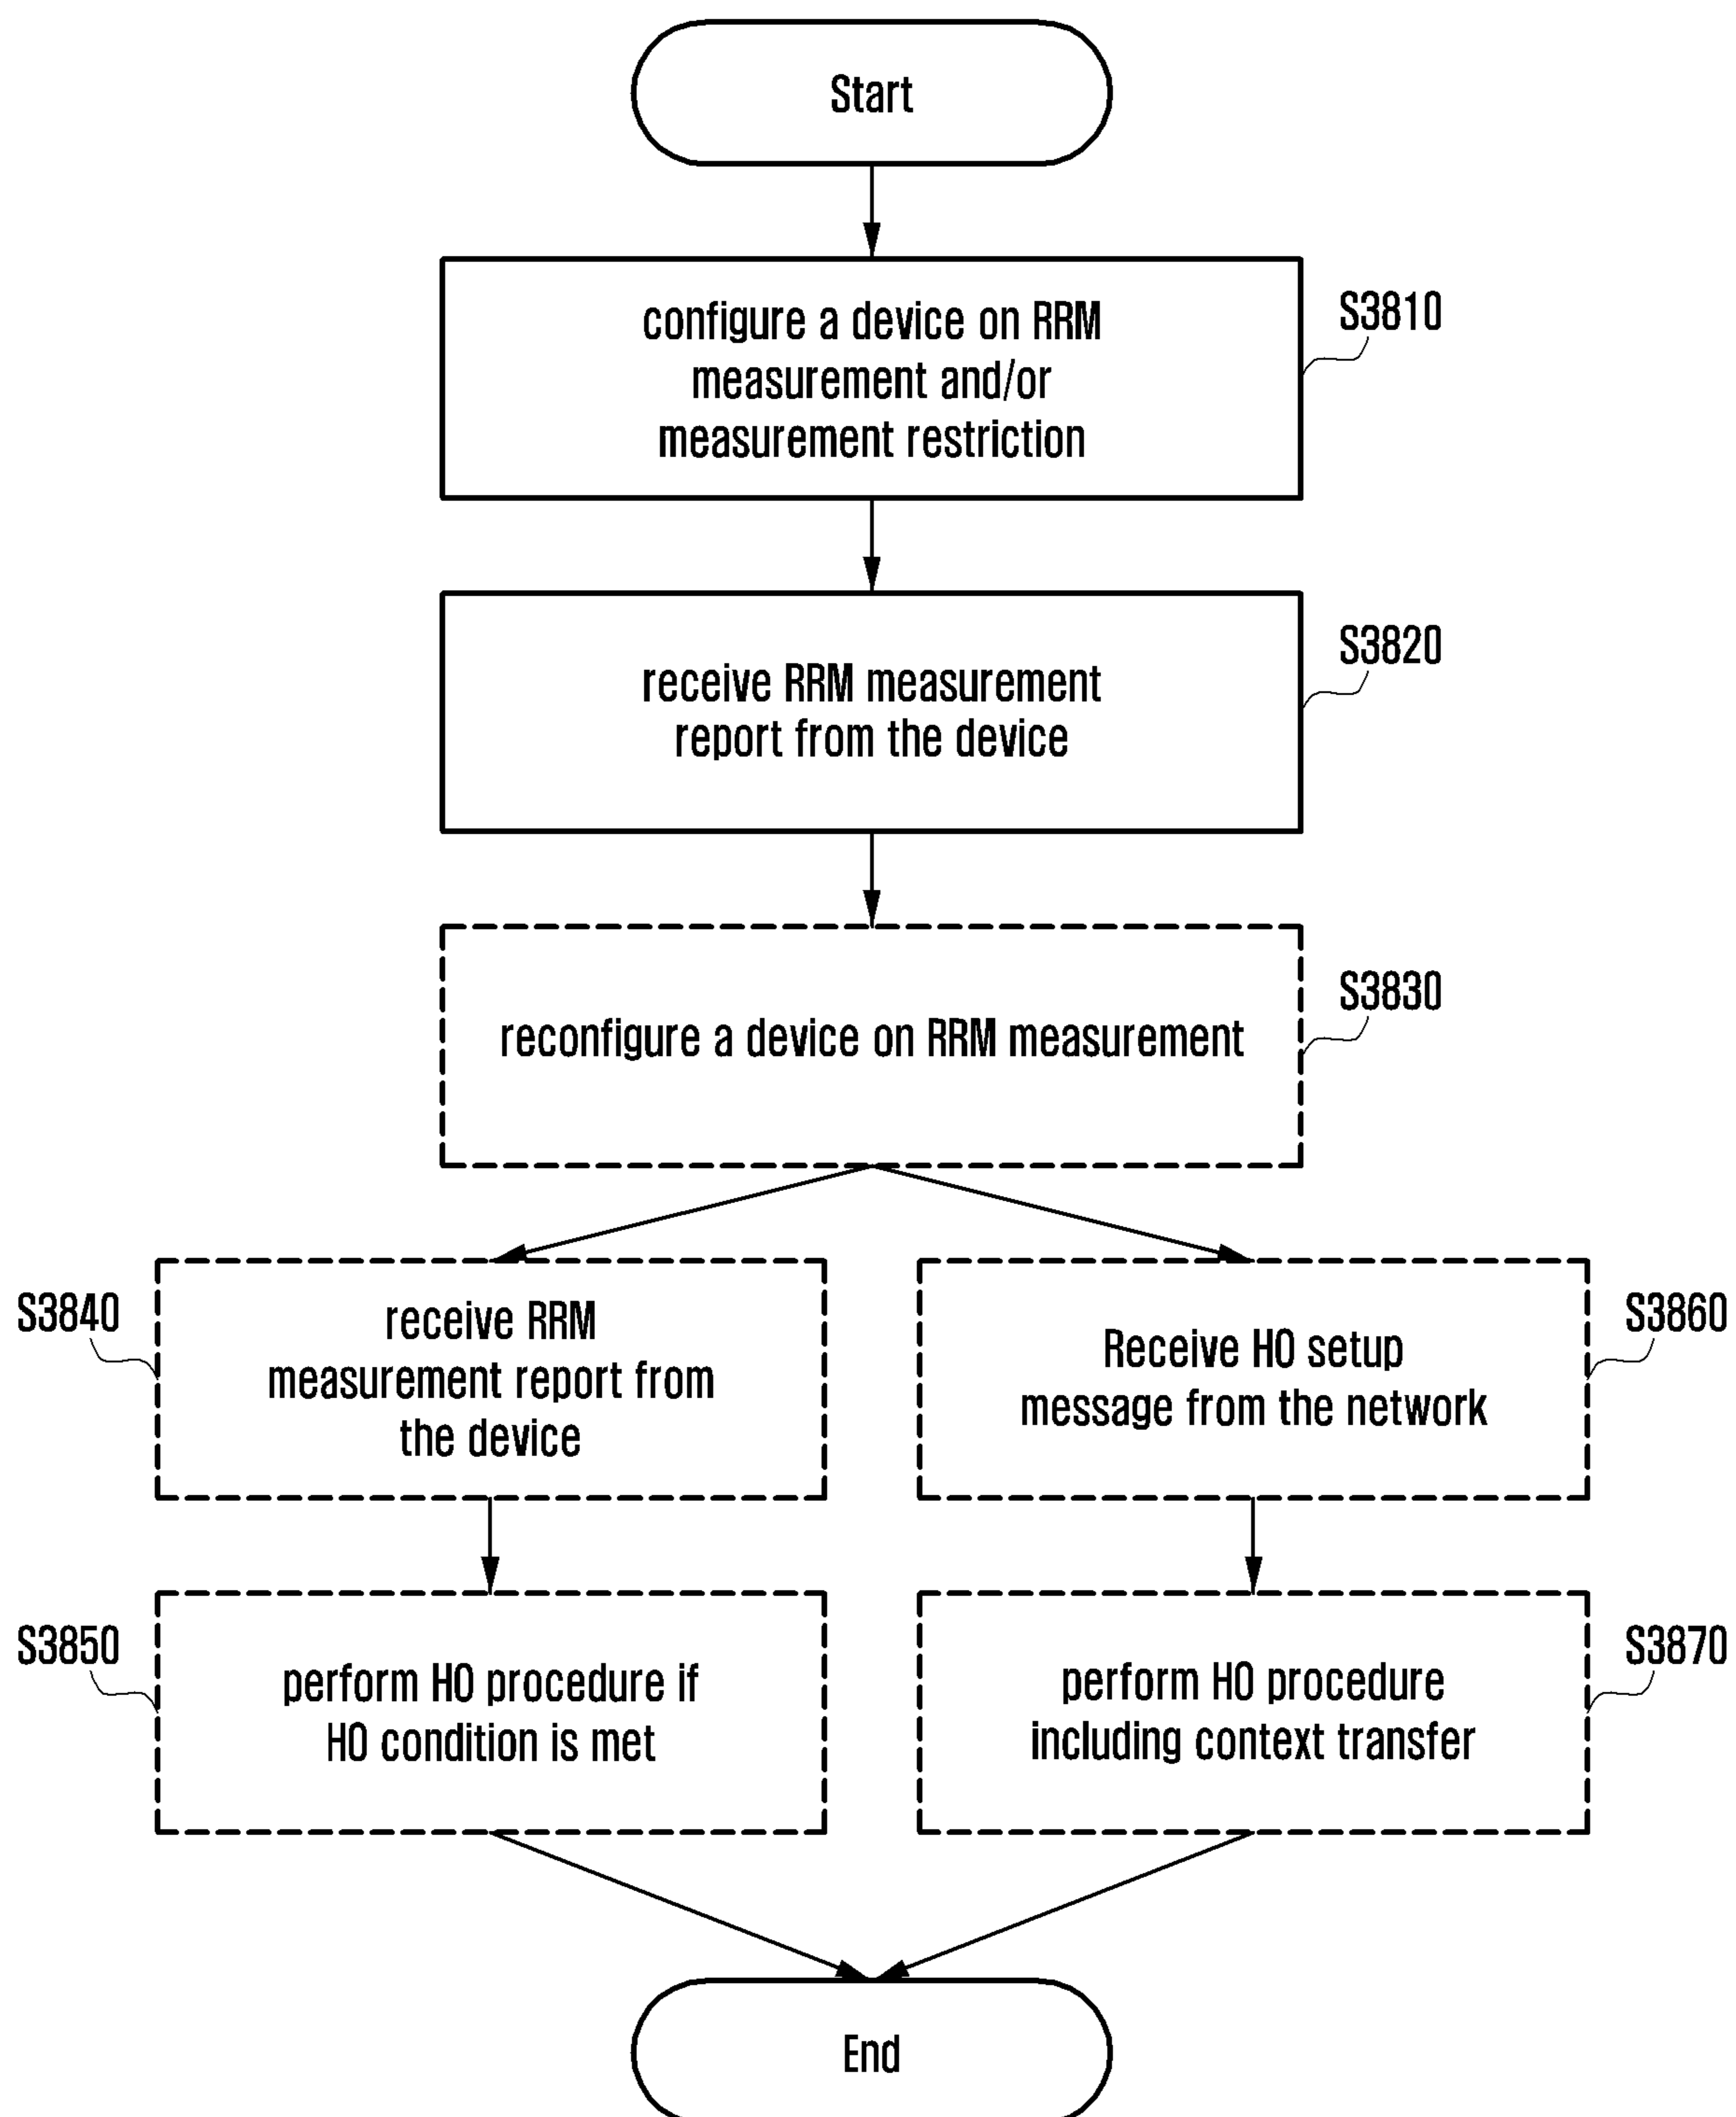 Start
configure a device on RRM
measurement and/or
measurement restriction
S3810
receive RRM measurement
report from the device
S3820
reconfigure a device on RRM measurement
S3830
S3840
receive RRM
measurement report from
the device
Receive HO setup
message from the network
S3860
S3850
perform HO procedure if
HO condition is met
perform HO procedure
including context transfer
S3870
End